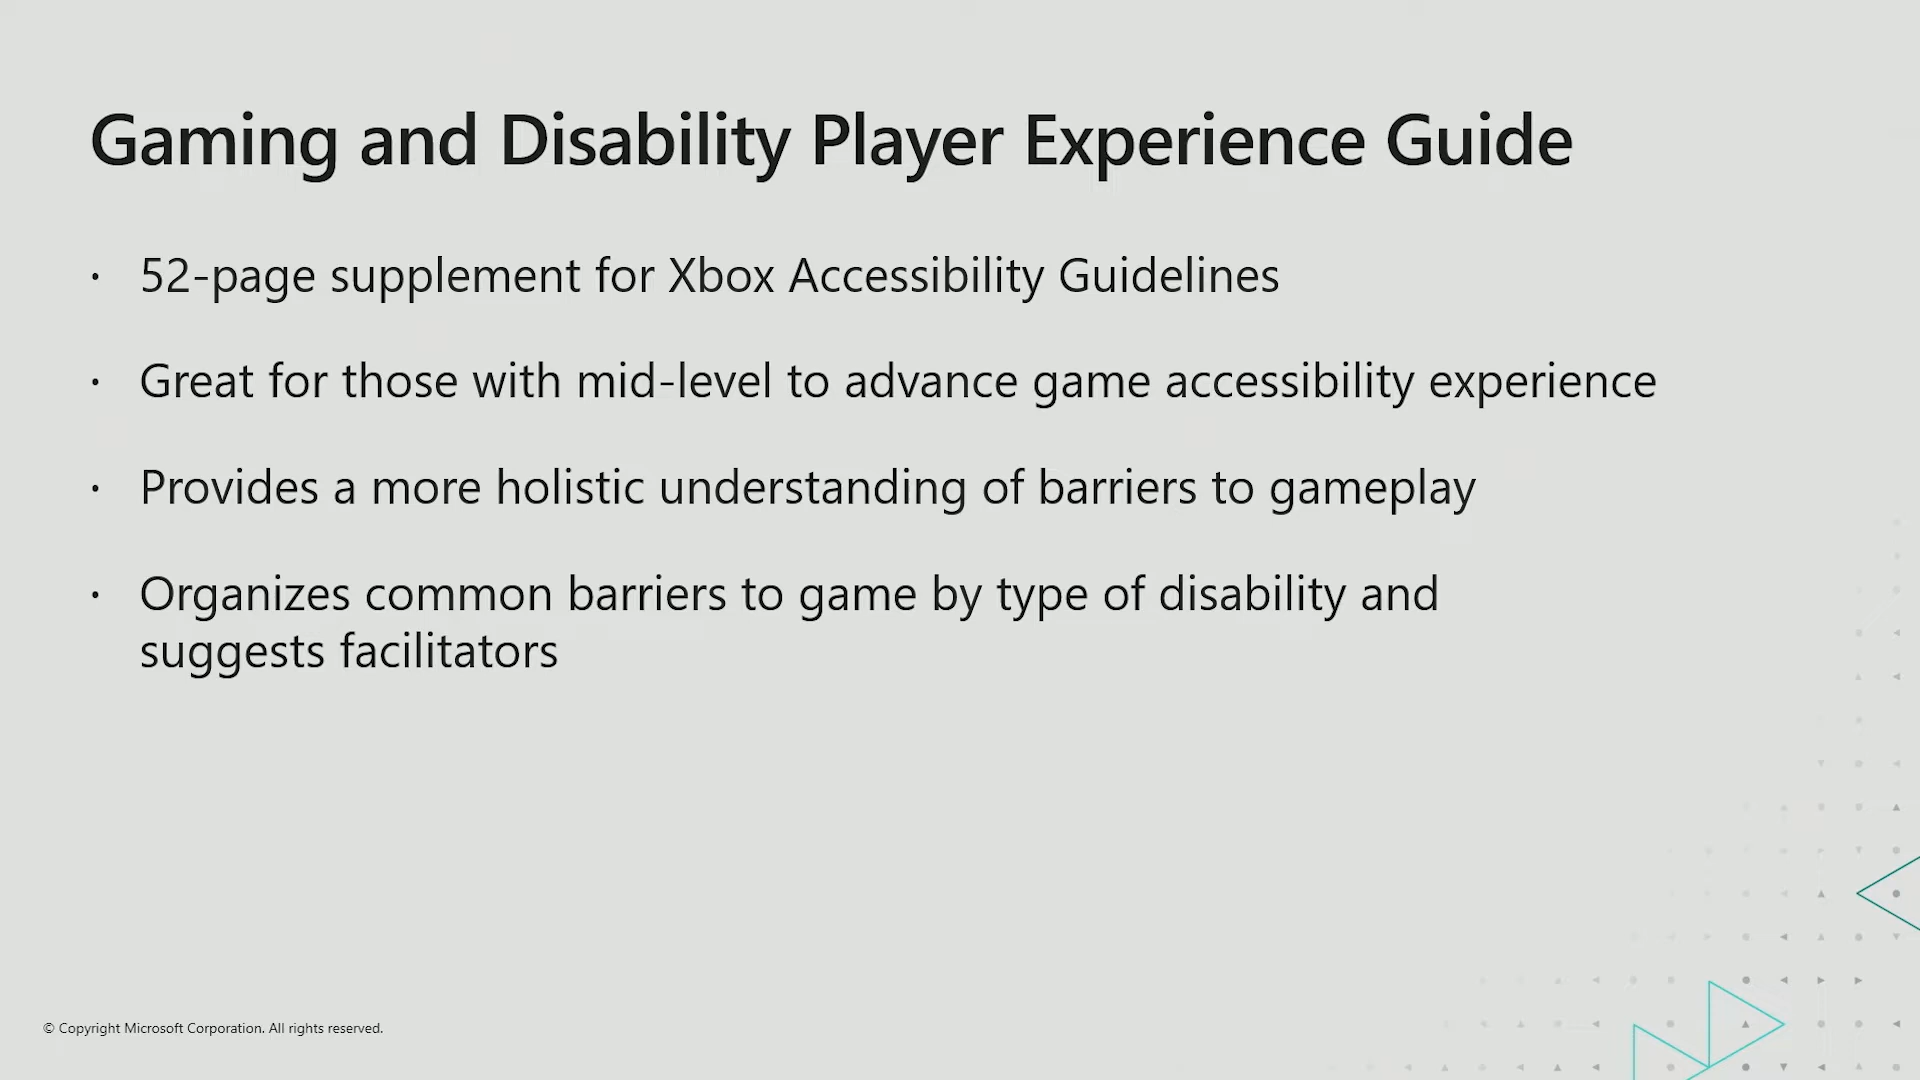 Gaming and Disability Player Experience Guide
· 52-page supplement for Xbox Accessibility Guidelines
· Great for those with mid-level to advance game accessibility experience
· Provides a more holistic understanding of barriers to gameplay
· Organizes common barriers to game by type of disability and
suggests facilitators
© Copyright Microsoft Corporation. All rights reserved.